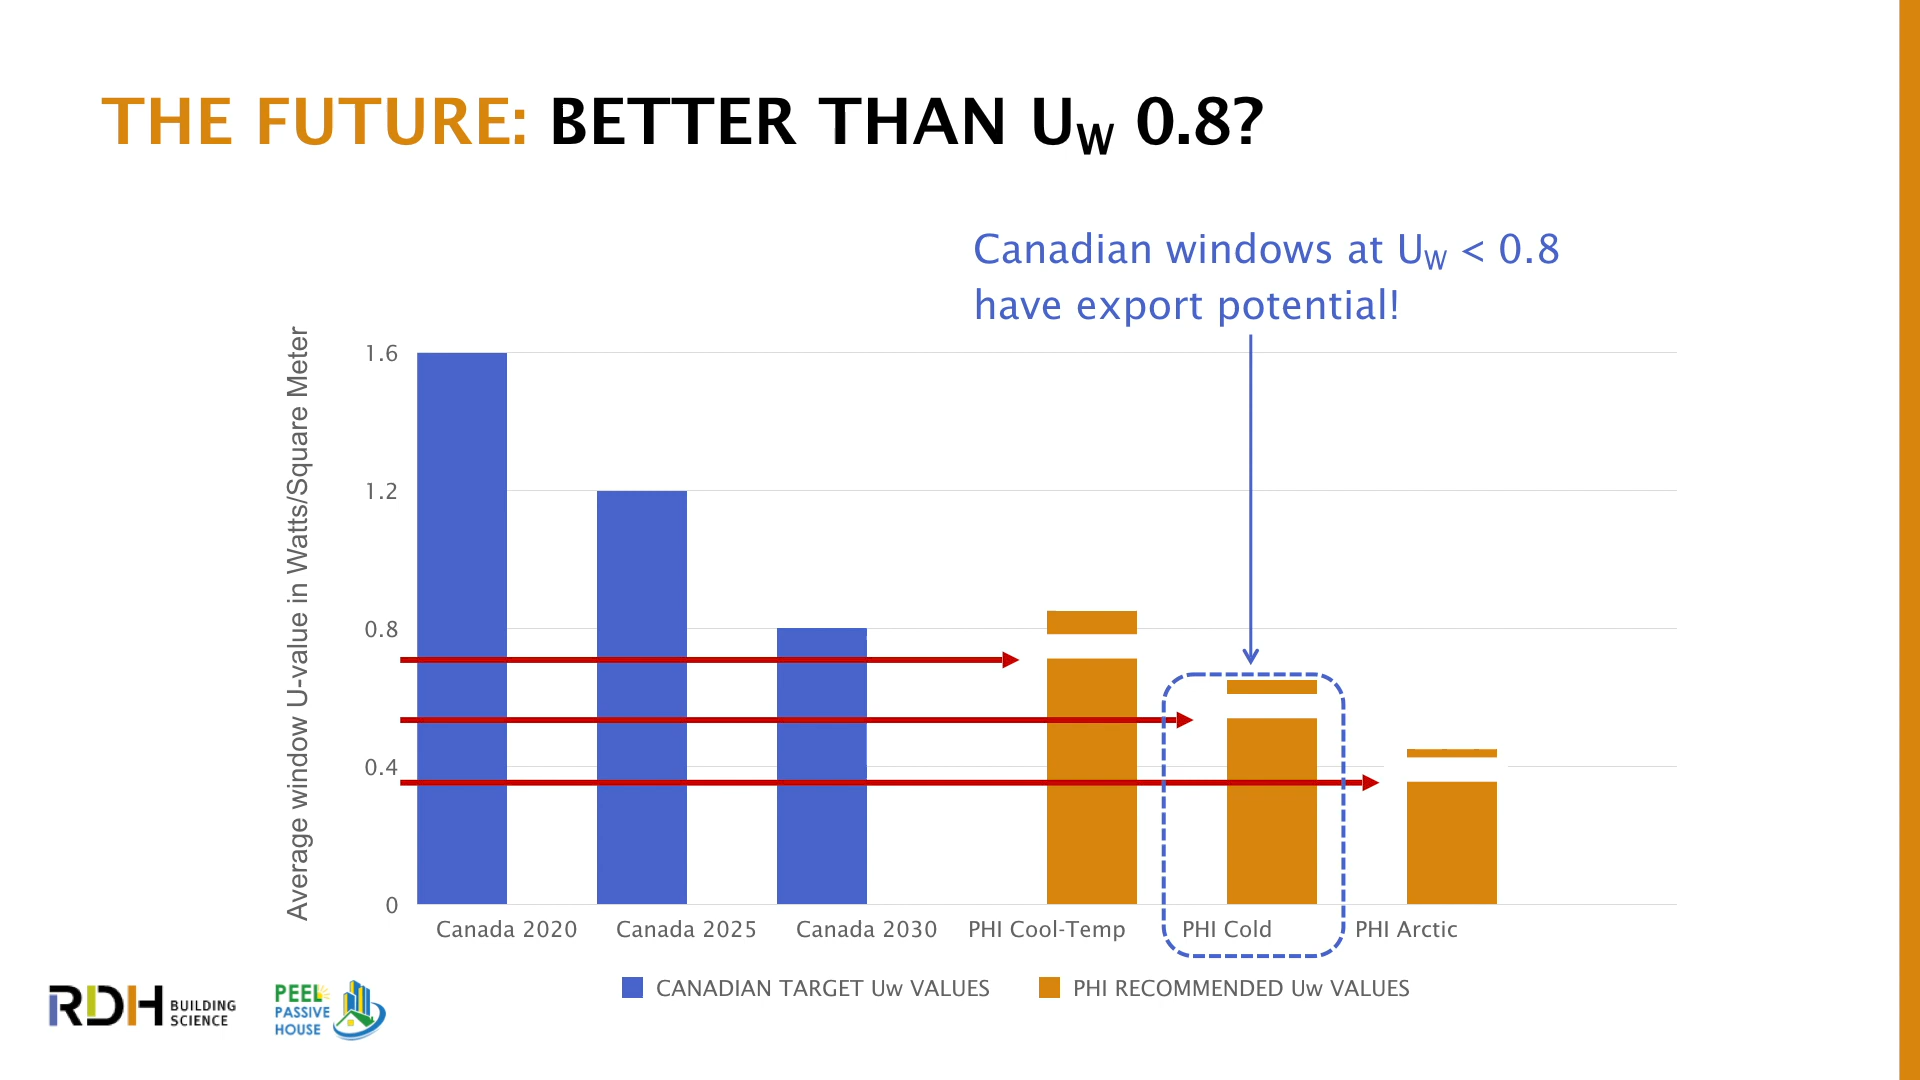 THE FUTURE: BETTER THAN UW 0.8?
Canadian windows at UW < 0.8
have export potential!
Average window U-value in Watts/Square Meter
1.6
1.2
0.8
0.4
0
Canada 2020
Canada 2025
Canada 2030
PHI Cool-Temp
PHI Cold
PHI Arctic
CANADIAN TARGET Uw VALUES
PHI RECOMMENDED Uw VALUES
RDH BUILDING
SCIENCE
PEEL
PASSIVE
HOUSE